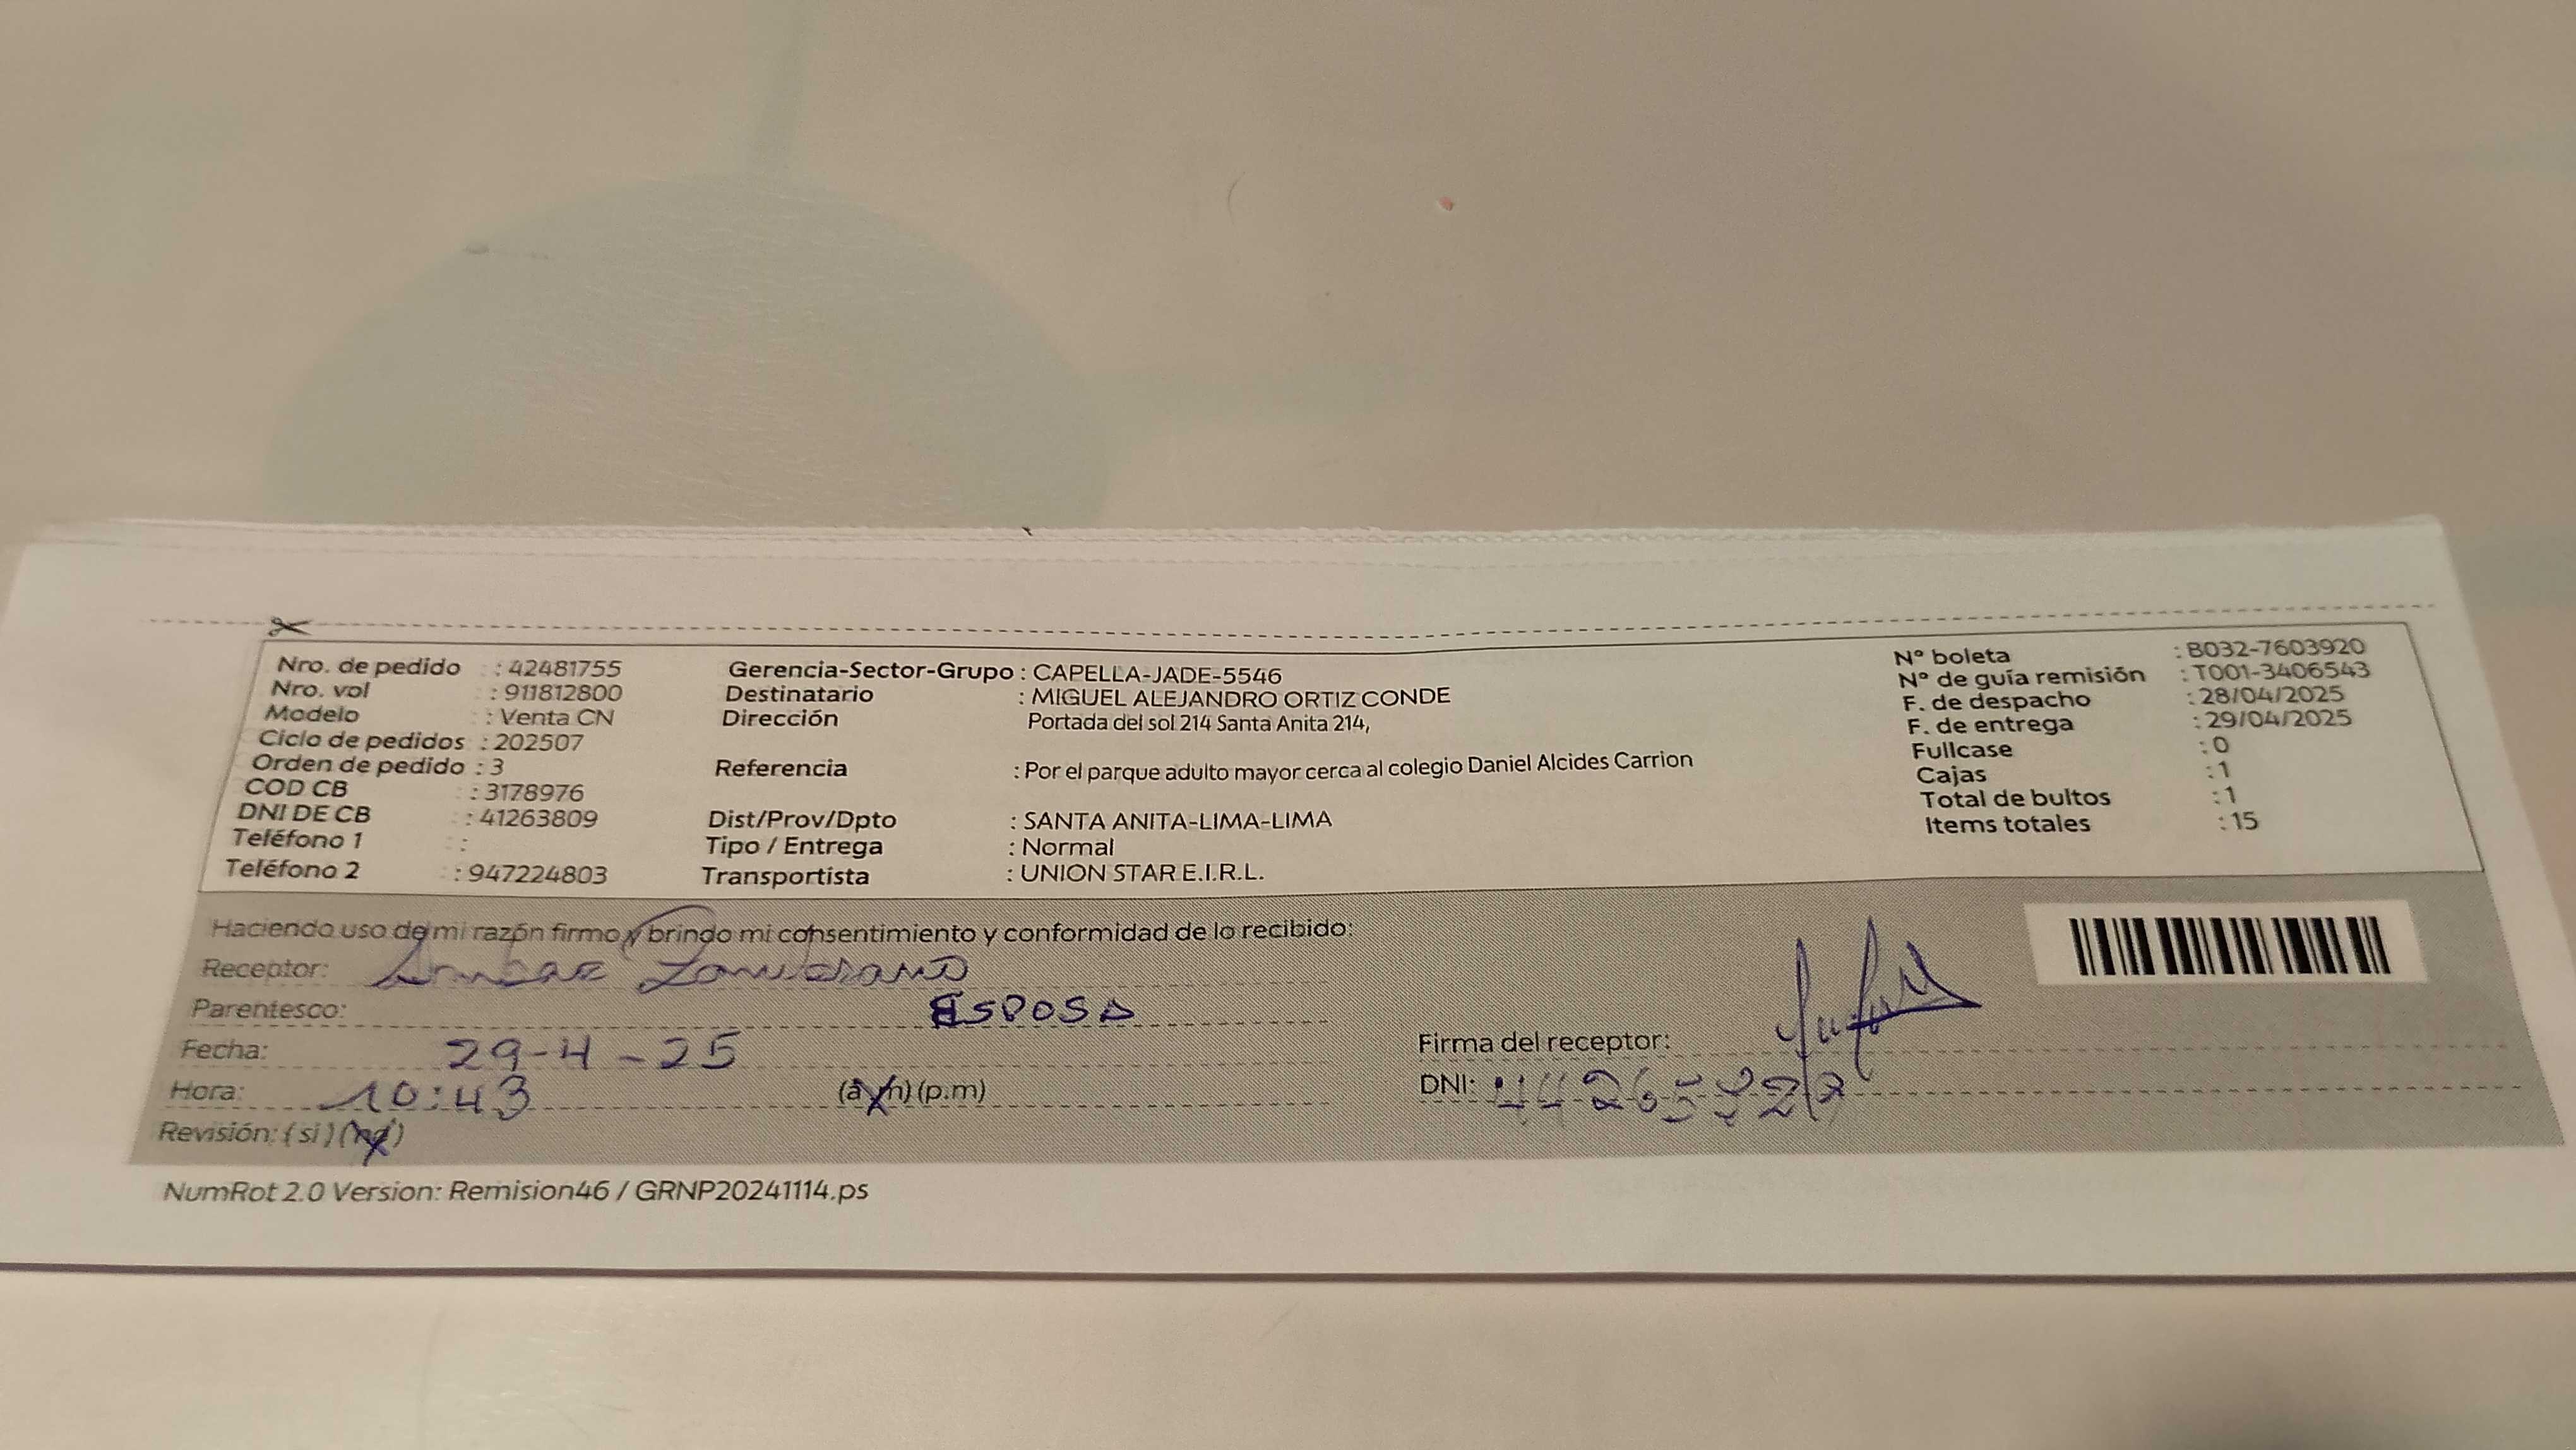 Nro. de pedido : 42481755
Nro. vol : 911812800
Modelo : Venta CN
Ciclo de pedidos : 202507
Orden de pedido : 3
COD CB : 3178976
DNI DE CB : 41263809
Teléfono 1 :
Teléfono 2 : 947224803
Gerencia-Sector-Grupo : CAPELLA-JADE-5546
Destinatario : MIGUEL ALEJANDRO ORTIZ CONDE
Dirección Portada del sol 214 Santa Anita 214,
Referencia : Por el parque adulto mayor cerca al colegio Daniel Alcides Carrion
Dist/Prov/Dpto : SANTA ANITA-LIMA-LIMA
Tipo / Entrega : Normal
Transportista : UNION STAR E.I.R.L.
N° boleta : B032-7603920
N° de guía remisión : T001-3406543
F. de despacho : 28/04/2025
F. de entrega : 29/04/2025
Fullcase : 0
Cajas : 1
Total de bultos : 1
Items totales : 15
Haciendo uso de mi razón firmo y brindo mi consentimiento y conformidad de lo recibido:
Receptor: Zambrano
Parentesco: ESPOSA
Fecha: 29-4-25
Hora: 10:43 (a.m) (p.m)
Revisión: (si) (no)
Firma del receptor:
DNI:
NumRot 2.0 Version: Remision46 / GRNP20241114.ps